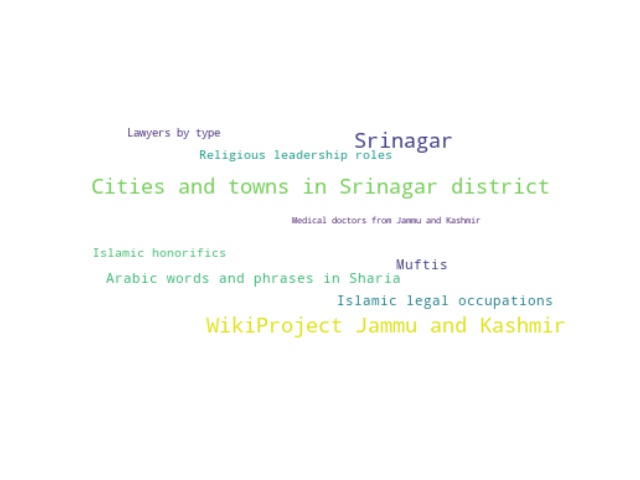 Lawyers by type
Srinagar
Religious leadership roles
Cities and towns in Srinagar district
Medical doctors from Jammu and Kashmir
Islamic honorifics
Muftis
Arabic words and phrases in Sharia
Islamic legal occupations
WikiProject Jammu and Kashmir